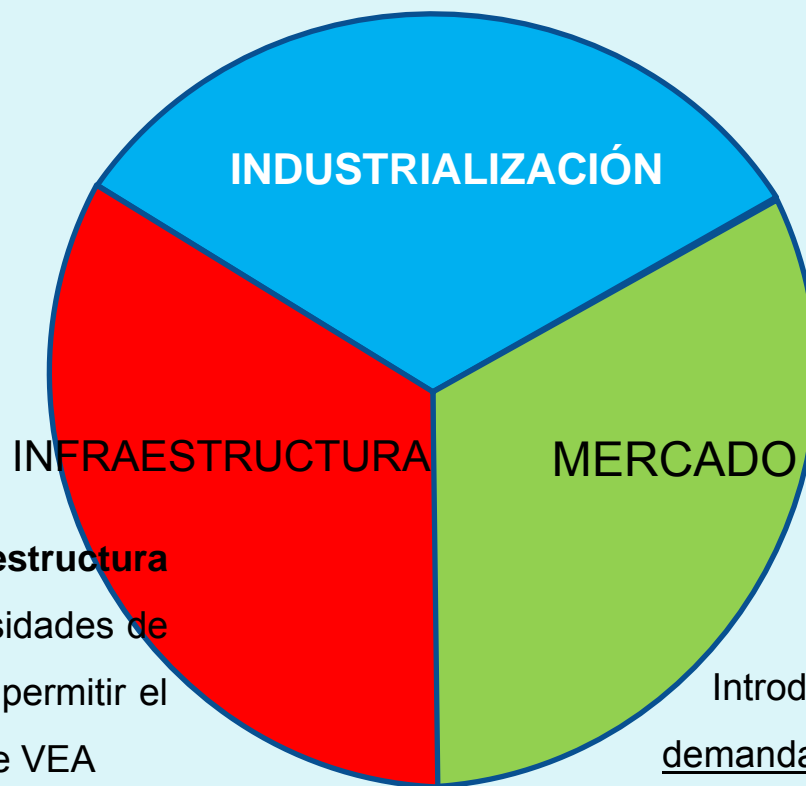 INDUSTRIALIZACIÓN
INFRAESTRUCTURA
MERCADO
estructura
sidades de
permitir el
e VEA
Introd
demanda